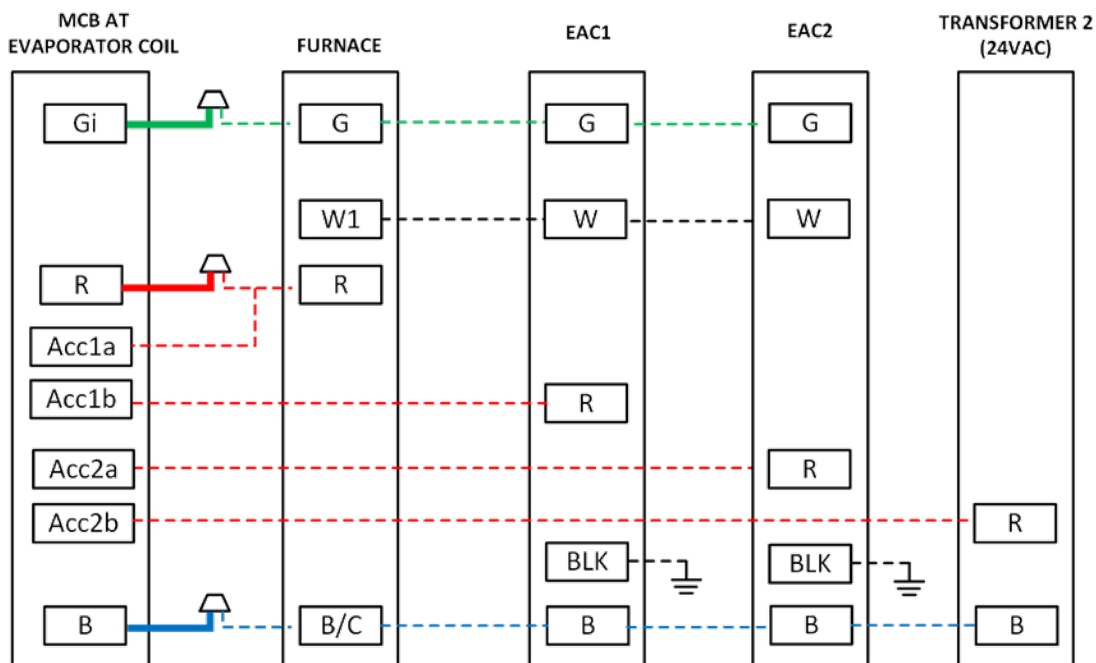 MCB AT
EVAPORATOR COIL
FURNACE
EAC1
EAC2
TRANSFORMER 2
(24VAC)
Gi
G
G
G
W1
W
W
R
R
Acc1a
Acc1b
R
Acc2a
R
Acc2b
R
BLK
BLK
B
B/C
B
B
B